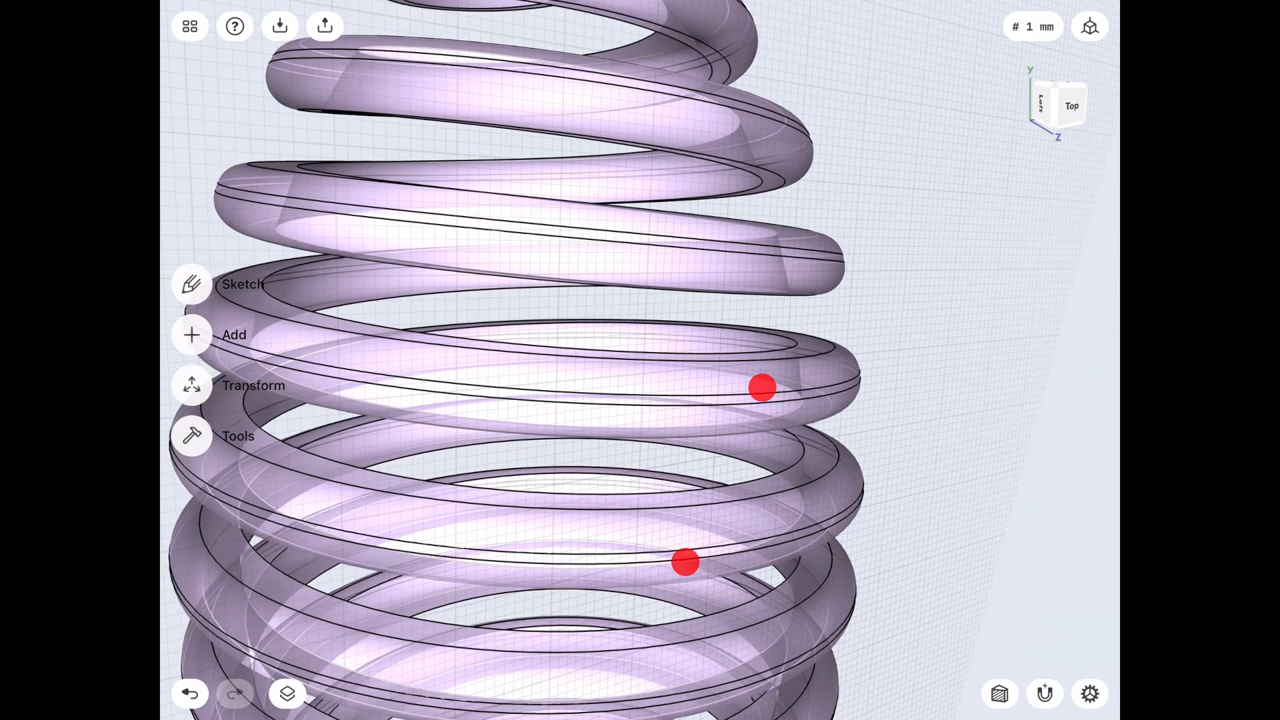 ?
# 1 mm
Y
Left
Top
Z
Sketch
Add
Transform
Tools